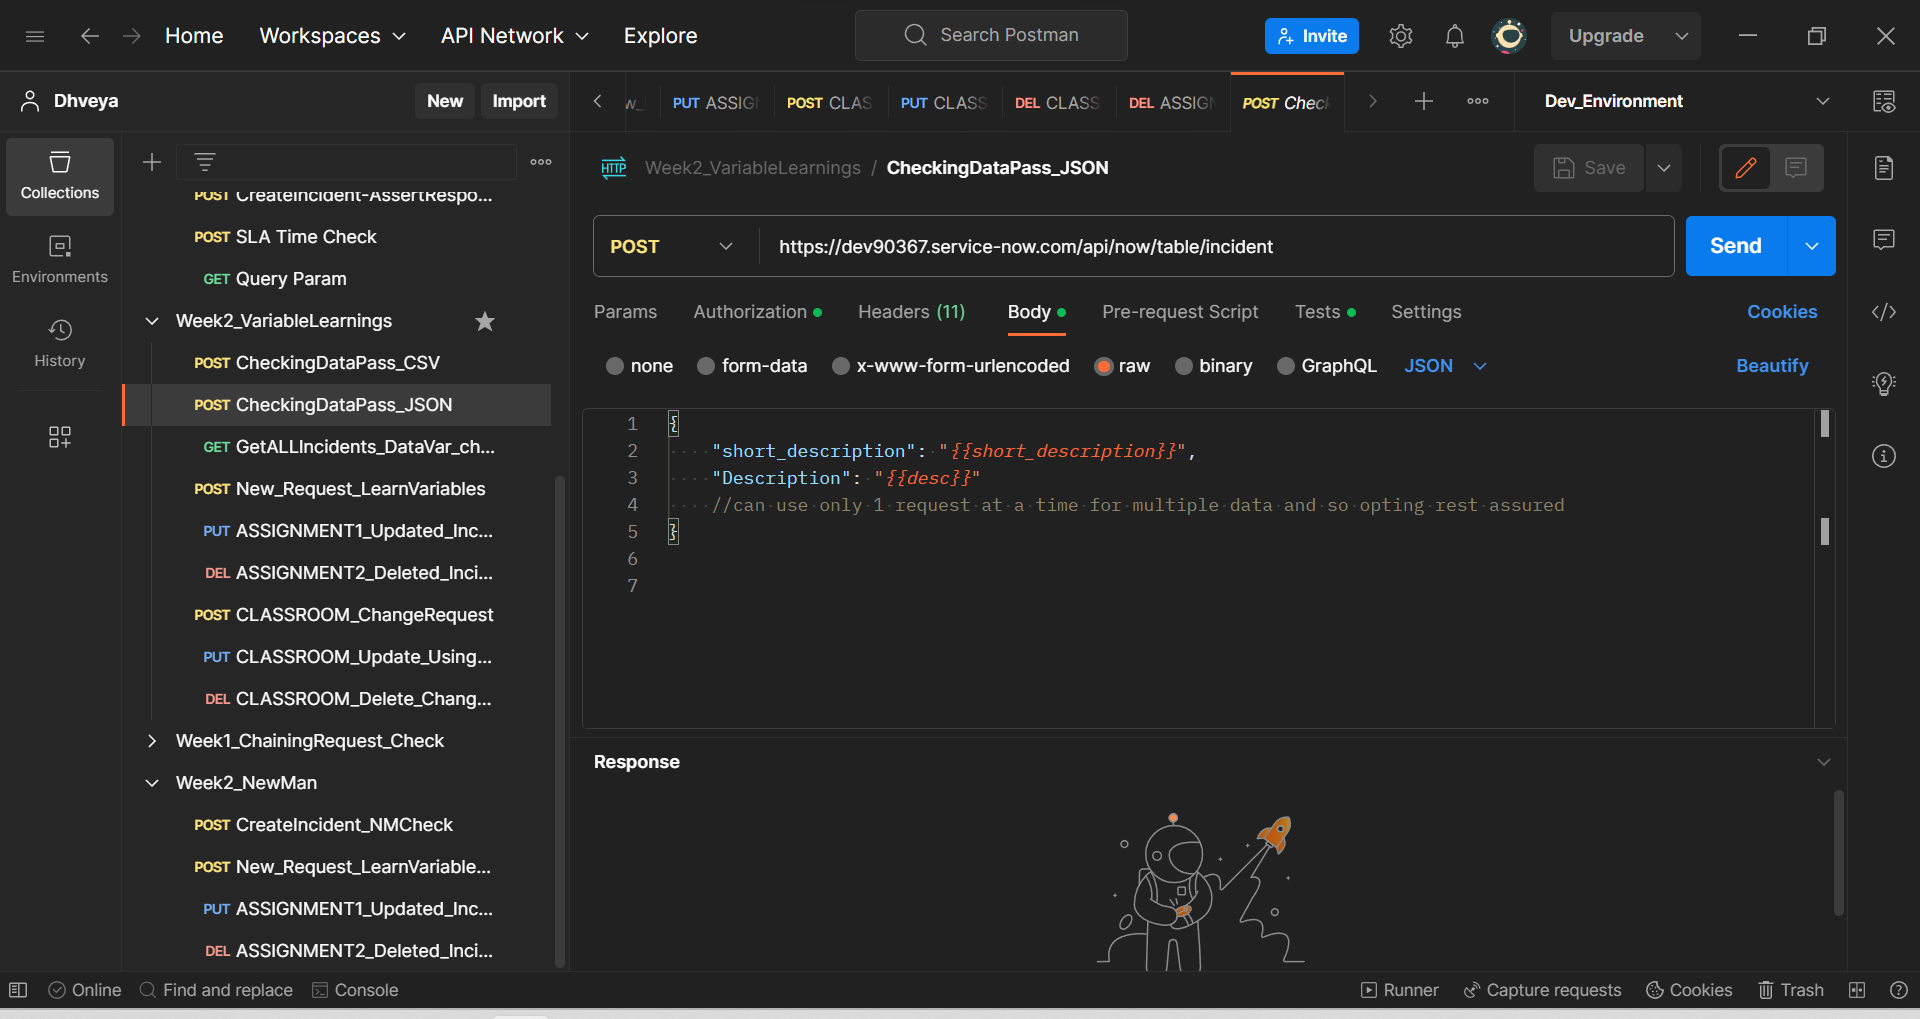 Home Workspaces API Network Explore Search Postman Invite Upgrade
Dhveya New Import
PUT ASSIG POST CLAS PUT CLASS DEL CLASS DEL ASSIG POST Chec Dev_Environment
Collections
Environments
History
POST CreateIncident-AssertRespo...
POST SLA Time Check
GET Query Param
Week2_VariableLearnings
POST CheckingDataPass_CSV
POST CheckingDataPass_JSON
GET GetALLIncidents_DataVar_ch...
POST New_Request_LearnVariables
PUT ASSIGNMENT1_Updated_Inc...
DEL ASSIGNMENT2_Deleted_Inci...
POST CLASSROOM_ChangeRequest
PUT CLASSROOM_Update_Using...
DEL CLASSROOM_Delete_Chang...
Week1_ChainingRequest_Check
Week2_NewMan
POST CreateIncident_NMCheck
POST New_Request_LearnVariable...
PUT ASSIGNMENT1_Updated_Inc...
DEL ASSIGNMENT2_Deleted_Inci...
HTTP Week2_VariableLearnings / CheckingDataPass_JSON Save
POST https://dev90367.service-now.com/api/now/table/incident Send
Params Authorization Headers (11) Body Pre-request Script Tests Settings Cookies
none form-data x-www-form-urlencoded raw binary GraphQL JSON Beautify
1 {
2 "short_description": "{{short_description}}",
3 "Description": "{{desc}}"
4 //can use only 1 request at a time for multiple data and so opting rest assured
5 }
6
7
Response
Online Find and replace Console Runner Capture requests Cookies Trash